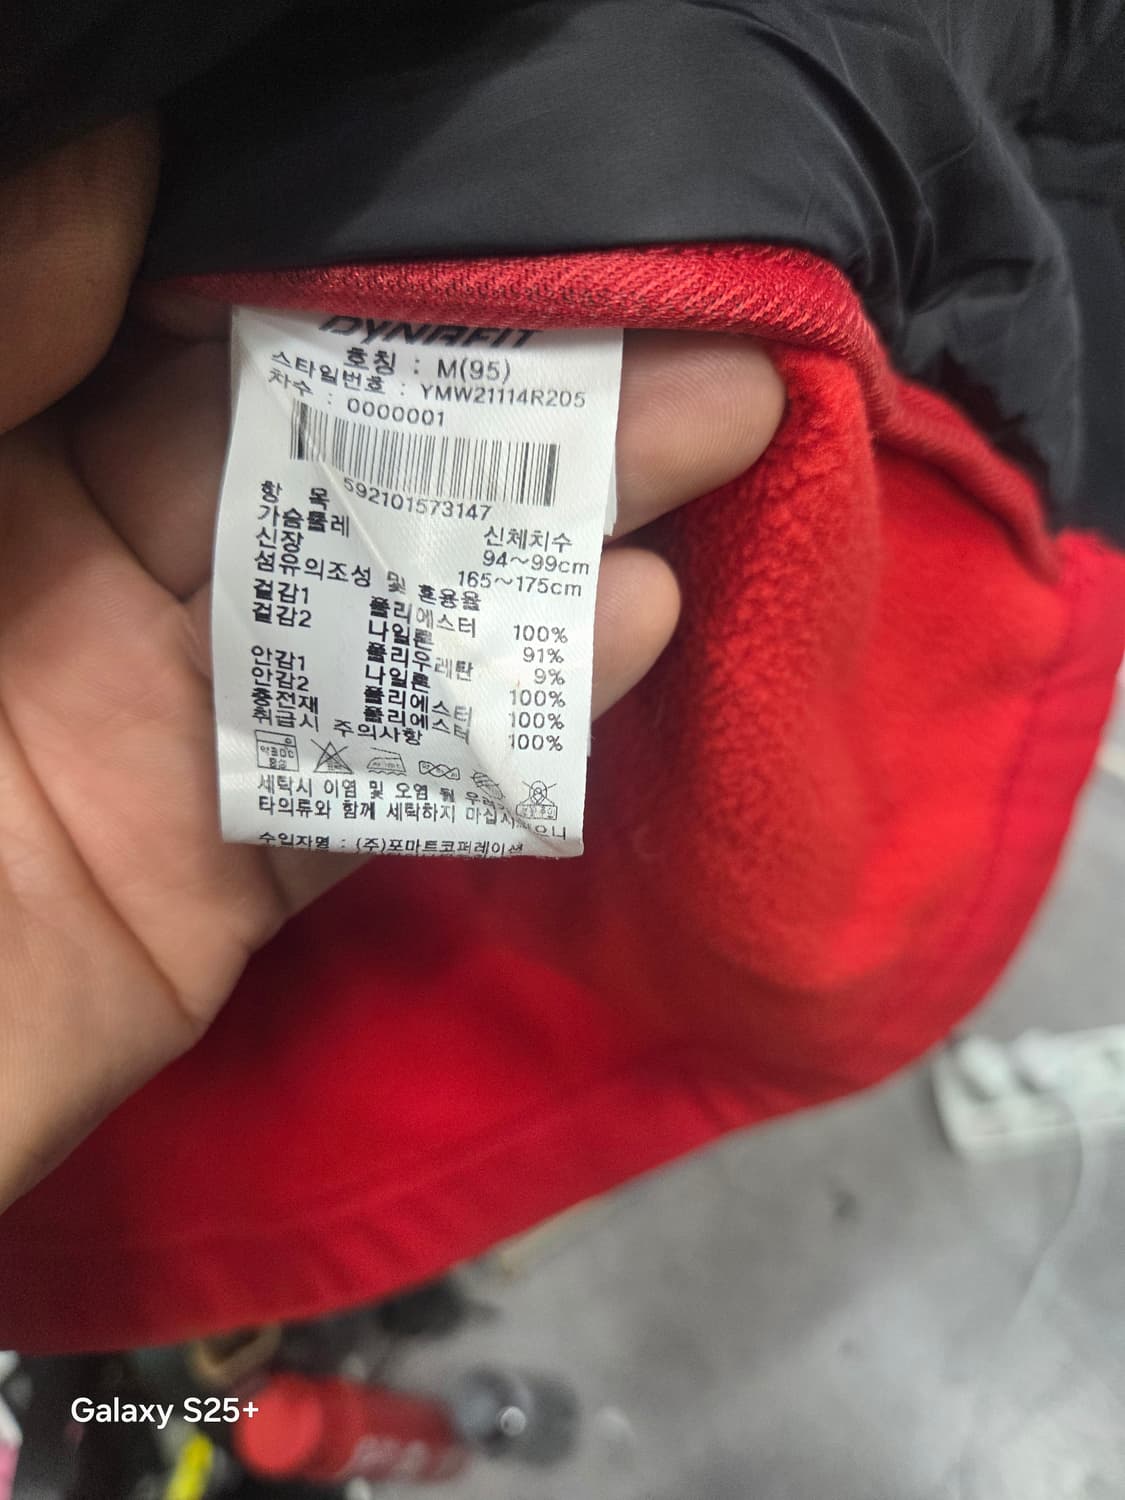 DYNAFIT
호칭 : M(95)
스타일번호 : YMW21114R205
차수 : 0000001
592101573147
항 목 신체치수
가슴둘레 94~99cm
신장 165~175cm
섬유의조성 및 혼용율
겉감1 폴리에스터 100%
겉감2 나일론 91%
폴리우레탄 9%
안감1 나일론 100%
안감2 폴리에스터 100%
충전재 폴리에스터 100%
취급시 주의사항
세탁시 이염 및 오염 될 우려
타의류와 함께 세탁하지 마십시오
수입자명 : (주)포마트코퍼레이션
Galaxy S25+